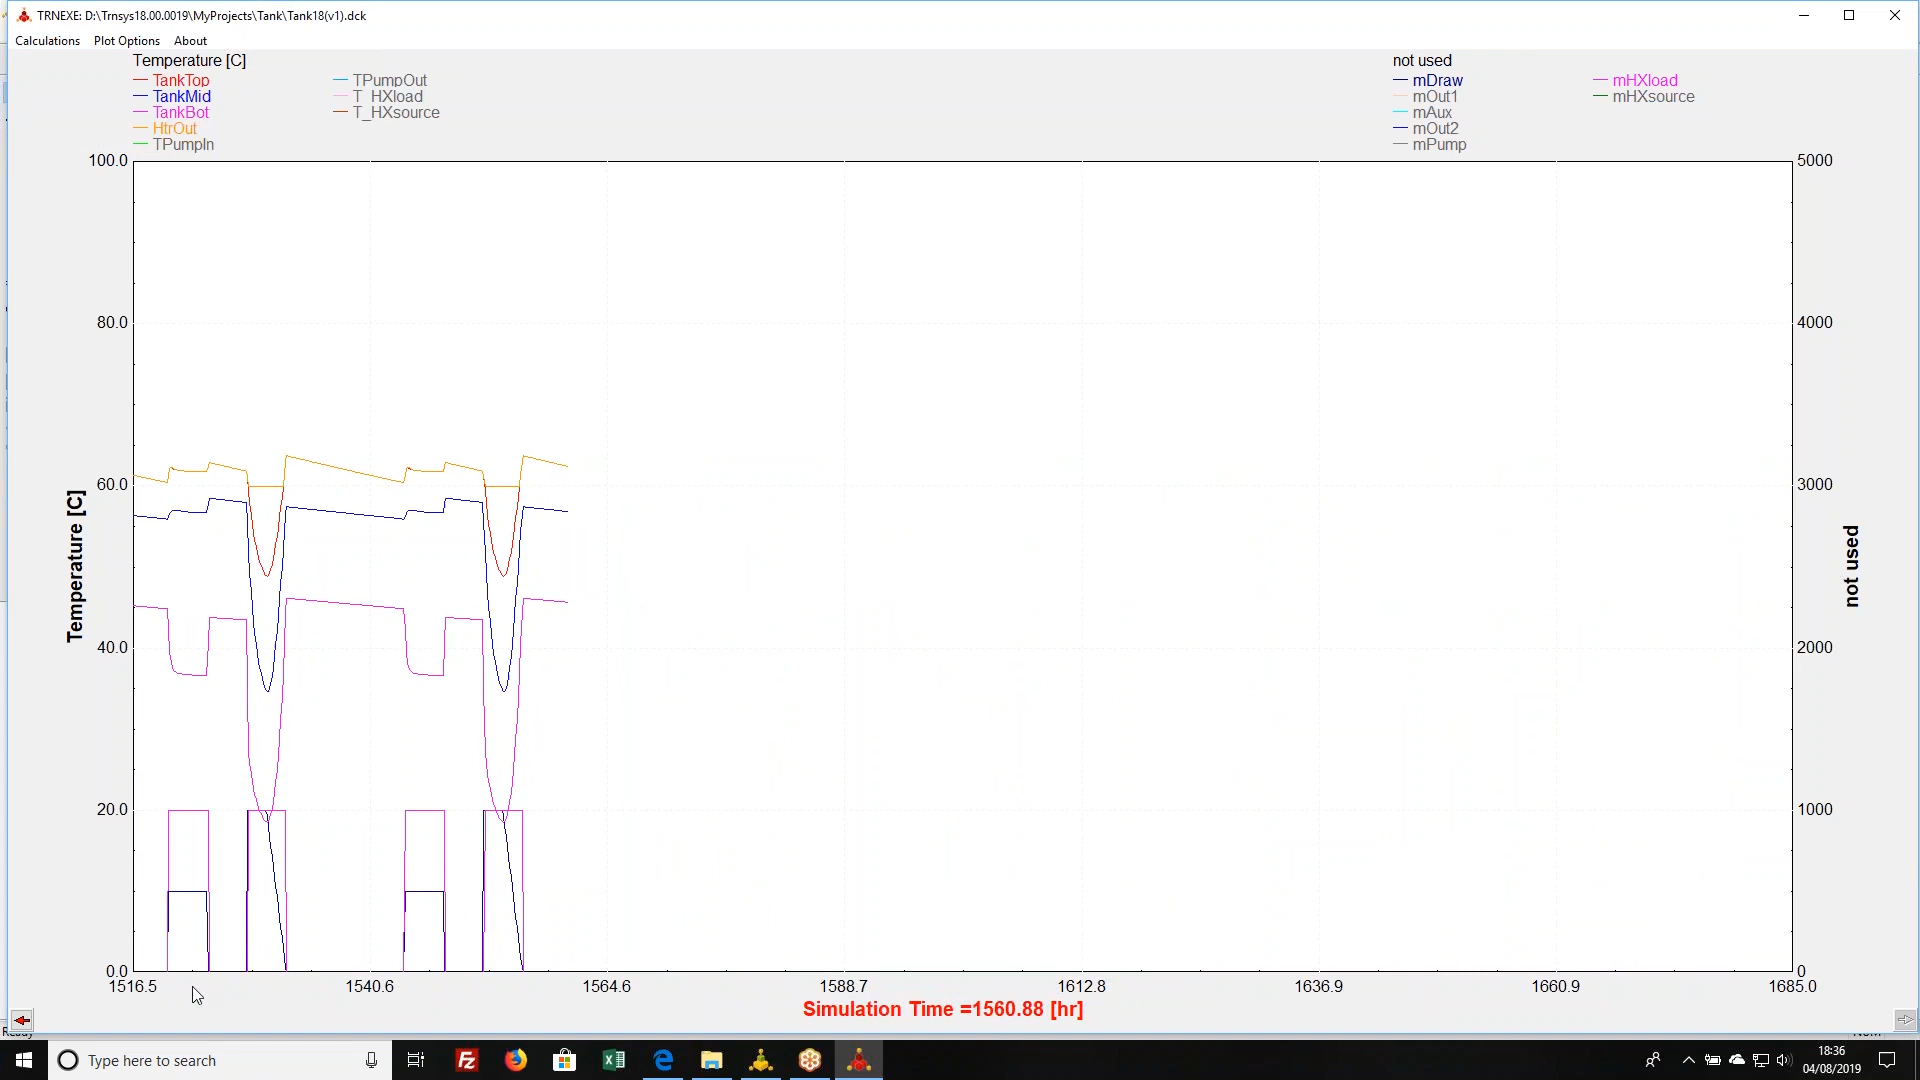 TRNEXE: D:\Trnsys18.00.0019\MyProjects\Tank\Tank18(v1).dck
Calculations Plot Options About
Temperature [C]
TankTop TPumpOut
TankMid T_HXload
TankBot T_HXsource
HtrOut
TPumpIn
not used
mDraw mHXload
mOut1 mHXsource
mAux
mOut2
mPump
100.0
80.0
60.0
40.0
20.0
0.0
Temperature [C]
5000
4000
3000
2000
1000
0
not used
1516.5 1540.6 1564.6 1588.7 1612.8 1636.9 1660.9 1685.0
Simulation Time =1560.88 [hr]
Type here to search
18:36
04/08/2019